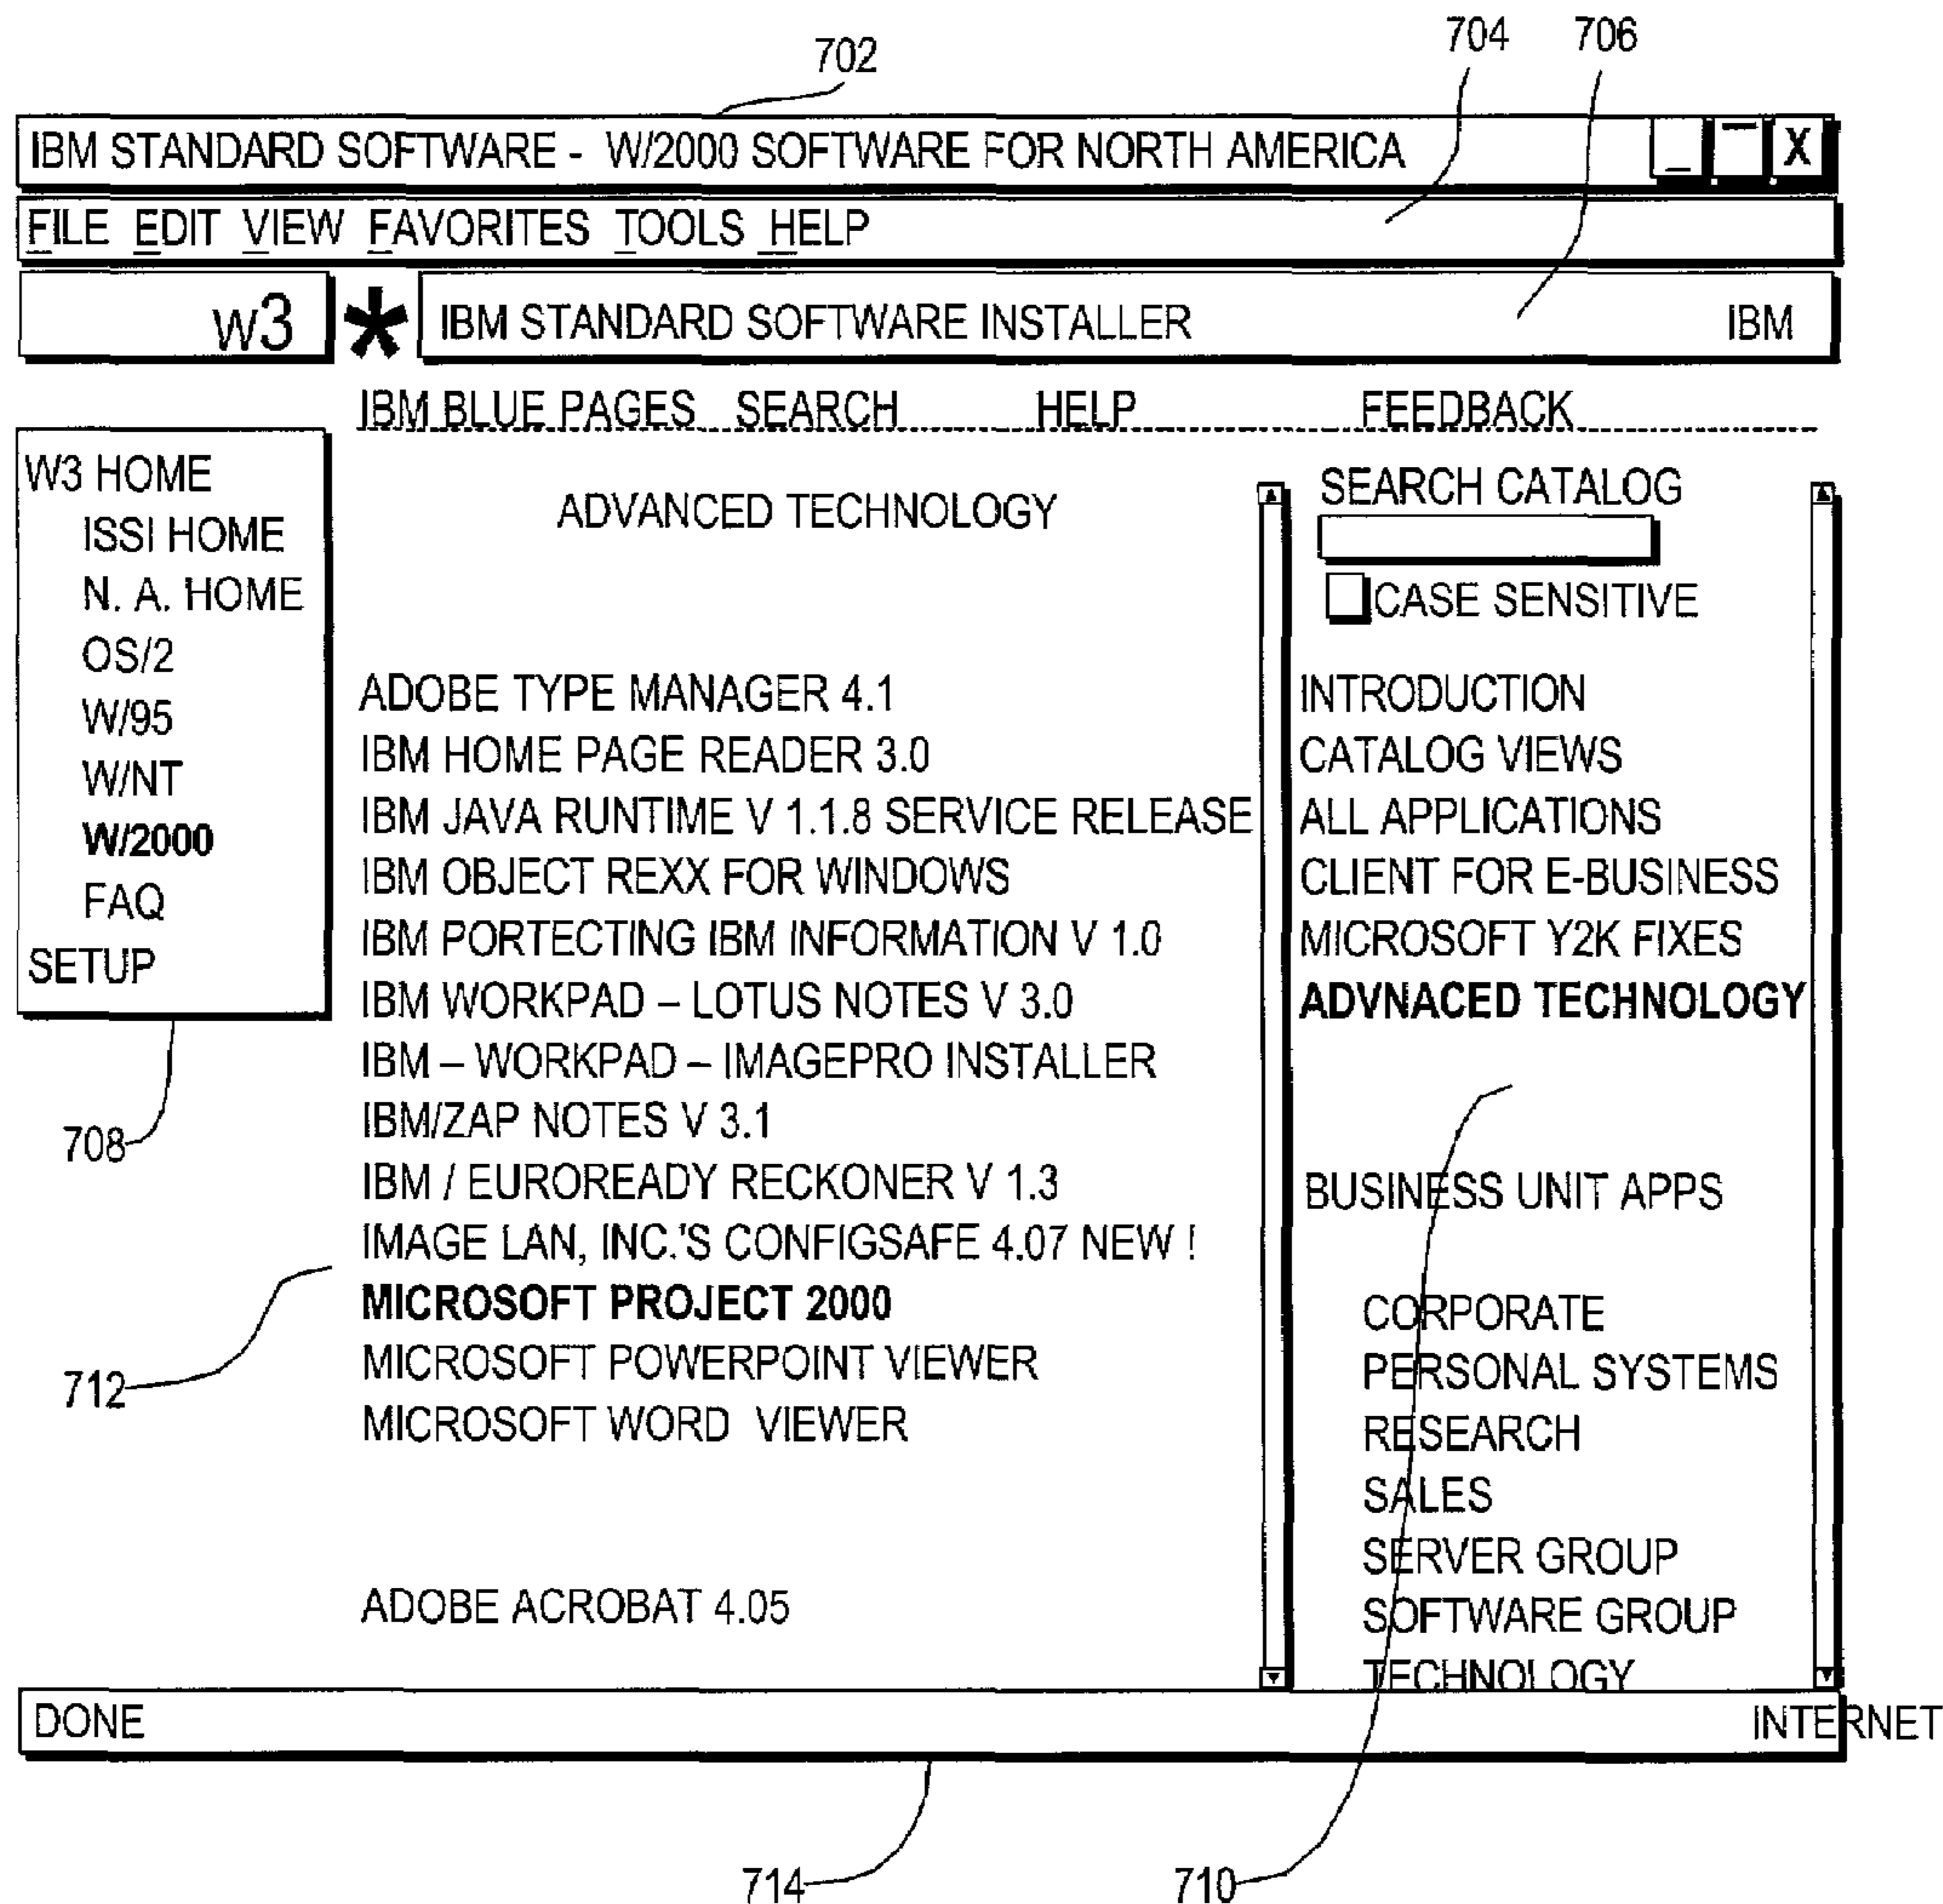 702
704 706
IBM STANDARD SOFTWARE - W/2000 SOFTWARE FOR NORTH AMERICA _ X
FILE EDIT VIEW FAVORITES TOOLS HELP
w3 * IBM STANDARD SOFTWARE INSTALLER IBM
IBM BLUE PAGES SEARCH HELP FEEDBACK
W3 HOME
ISSI HOME
N. A. HOME
OS/2
W/95
W/NT
W/2000
FAQ
SETUP
708
ADVANCED TECHNOLOGY
ADOBE TYPE MANAGER 4.1
IBM HOME PAGE READER 3.0
IBM JAVA RUNTIME V 1.1.8 SERVICE RELEASE
IBM OBJECT REXX FOR WINDOWS
IBM PORTECTING IBM INFORMATION V 1.0
IBM WORKPAD – LOTUS NOTES V 3.0
IBM – WORKPAD – IMAGEPRO INSTALLER
IBM/ZAP NOTES V 3.1
IBM / EUROREADY RECKONER V 1.3
IMAGE LAN, INC.'S CONFIGSAFE 4.07 NEW !
MICROSOFT PROJECT 2000
MICROSOFT POWERPOINT VIEWER
MICROSOFT WORD VIEWER
ADOBE ACROBAT 4.05
712
SEARCH CATALOG
CASE SENSITIVE
INTRODUCTION
CATALOG VIEWS
ALL APPLICATIONS
CLIENT FOR E-BUSINESS
MICROSOFT Y2K FIXES
ADVNACED TECHNOLOGY
BUSINESS UNIT APPS
CORPORATE
PERSONAL SYSTEMS
RESEARCH
SALES
SERVER GROUP
SOFTWARE GROUP
TECHNOLOGY
DONE INTERNET
714 710